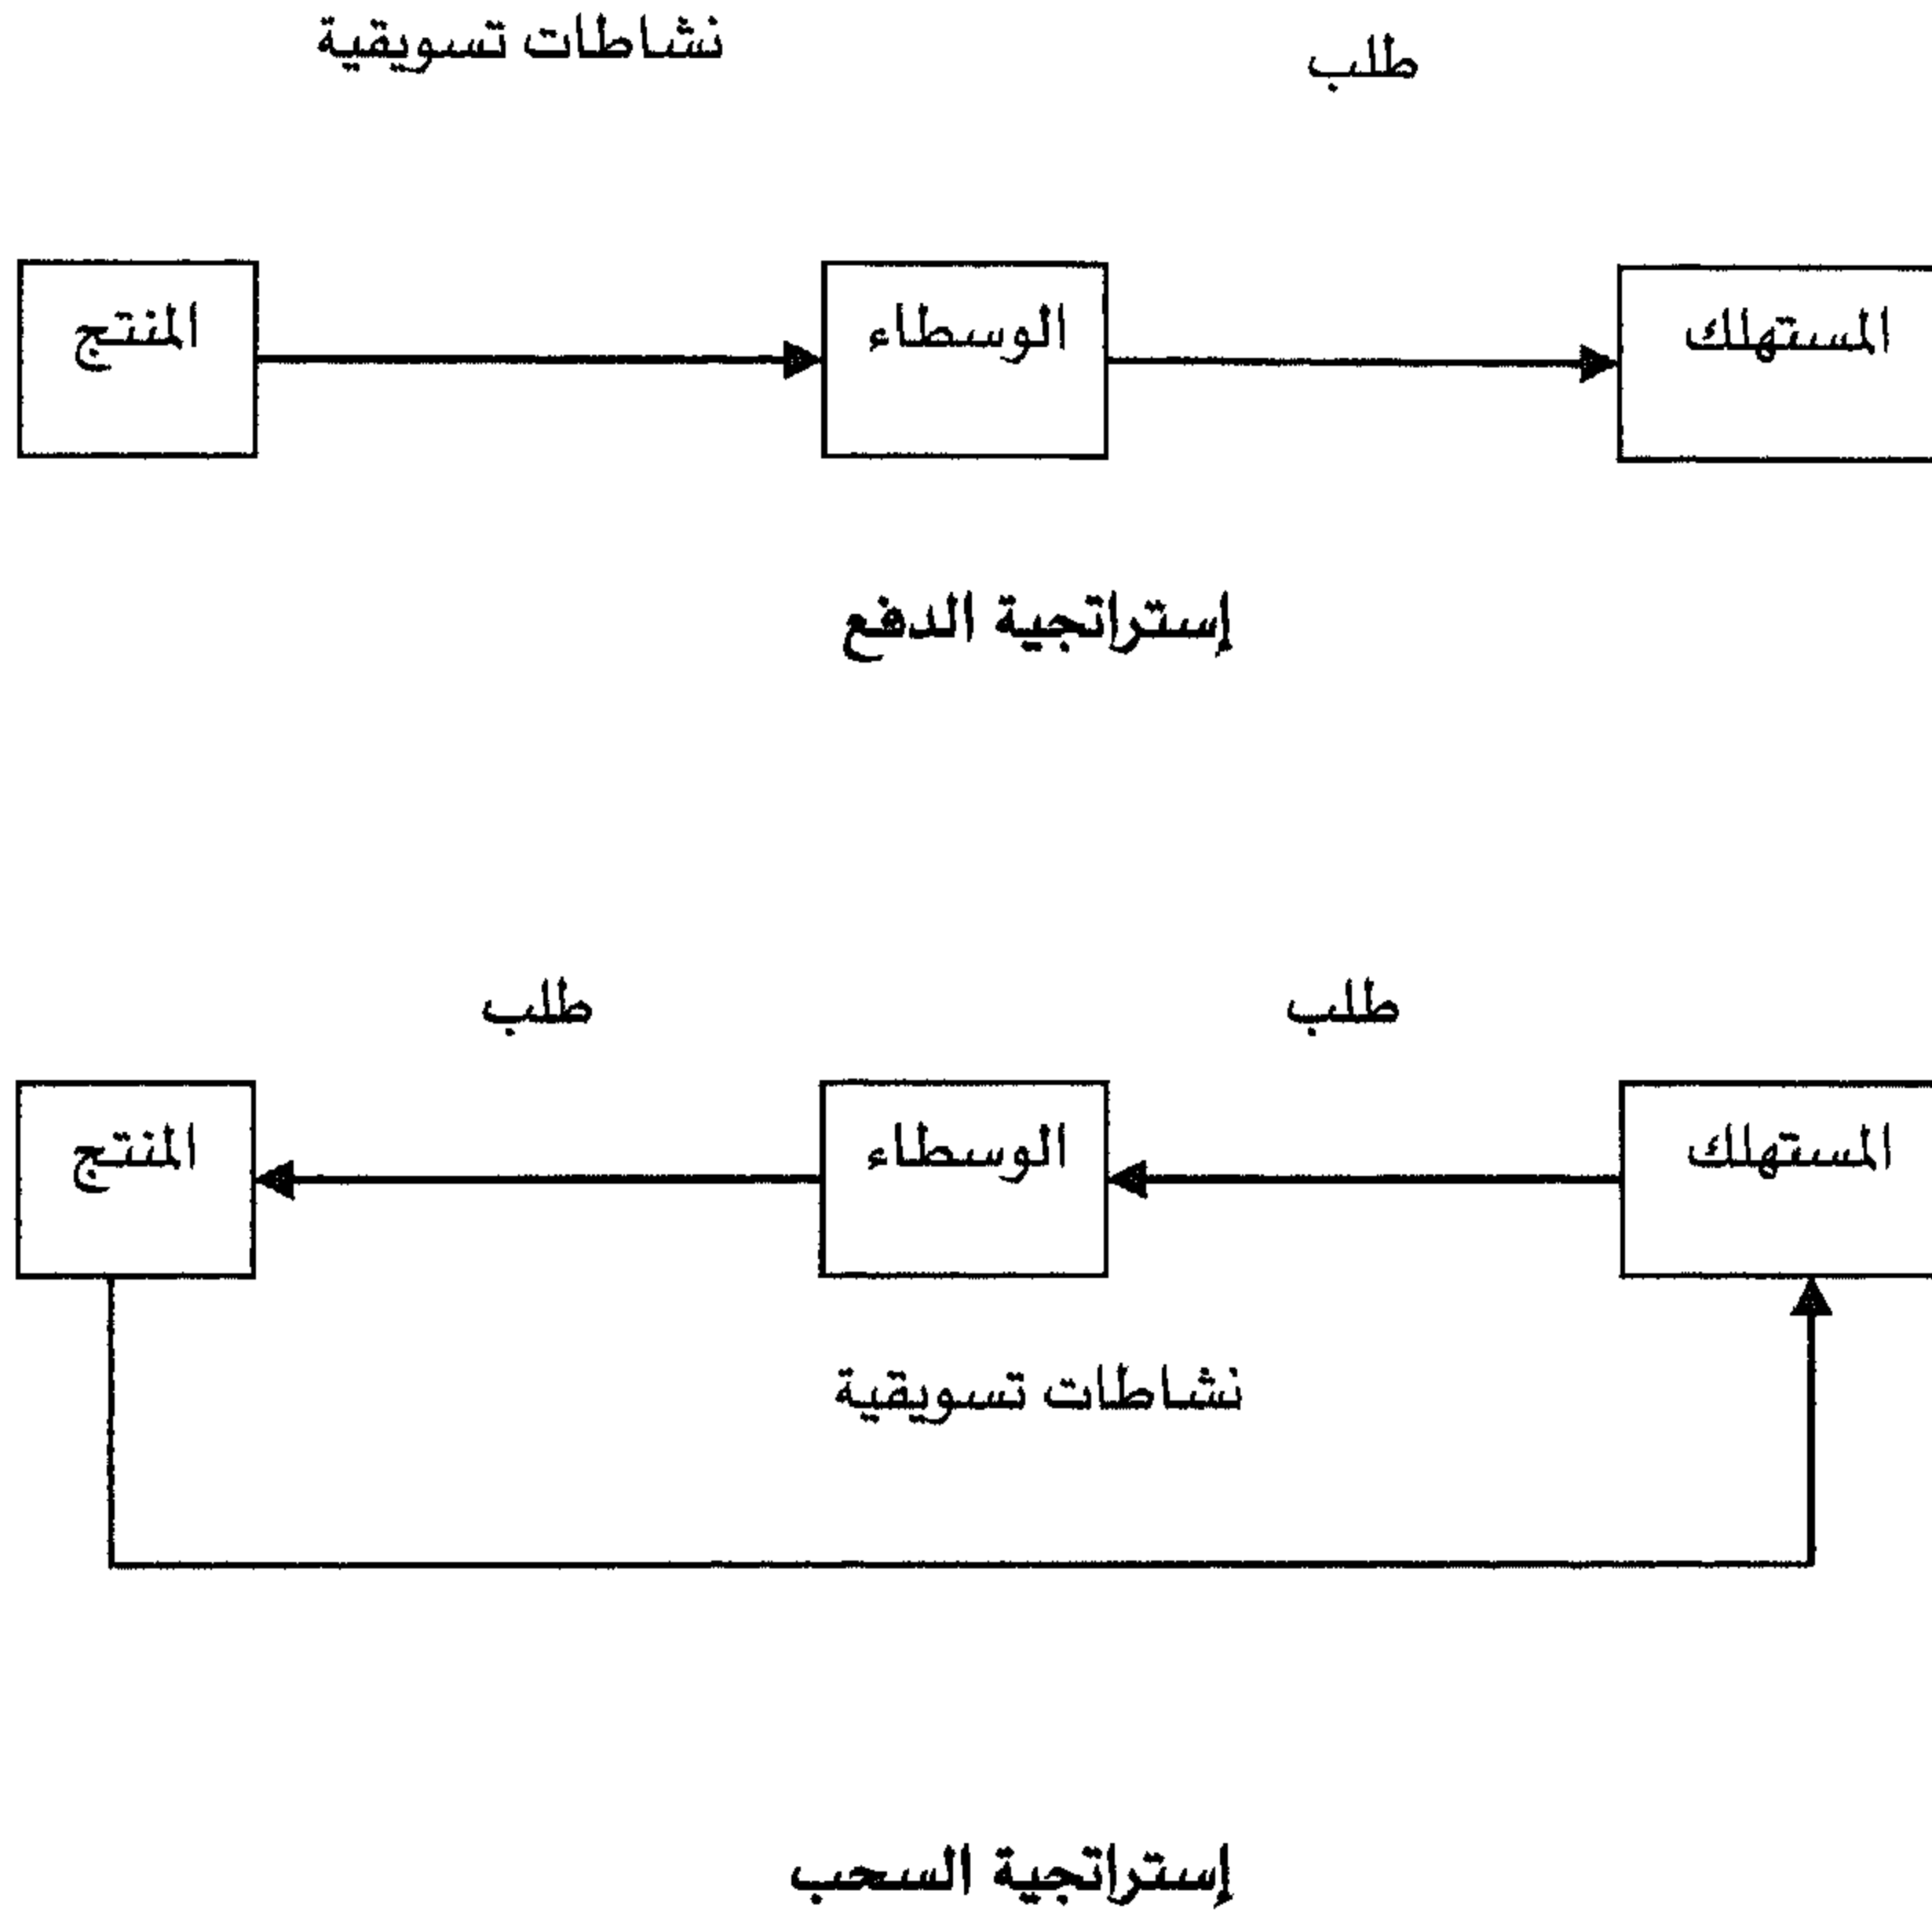 طلب
نشاطات تسويقية
المستهلك
الوسطاء
المنتج
إستراتجية الدفع
طلب
طلب
المستهلك
الوسطاء
المنتج
نشاطات تسويقية
إستراتجية السحب